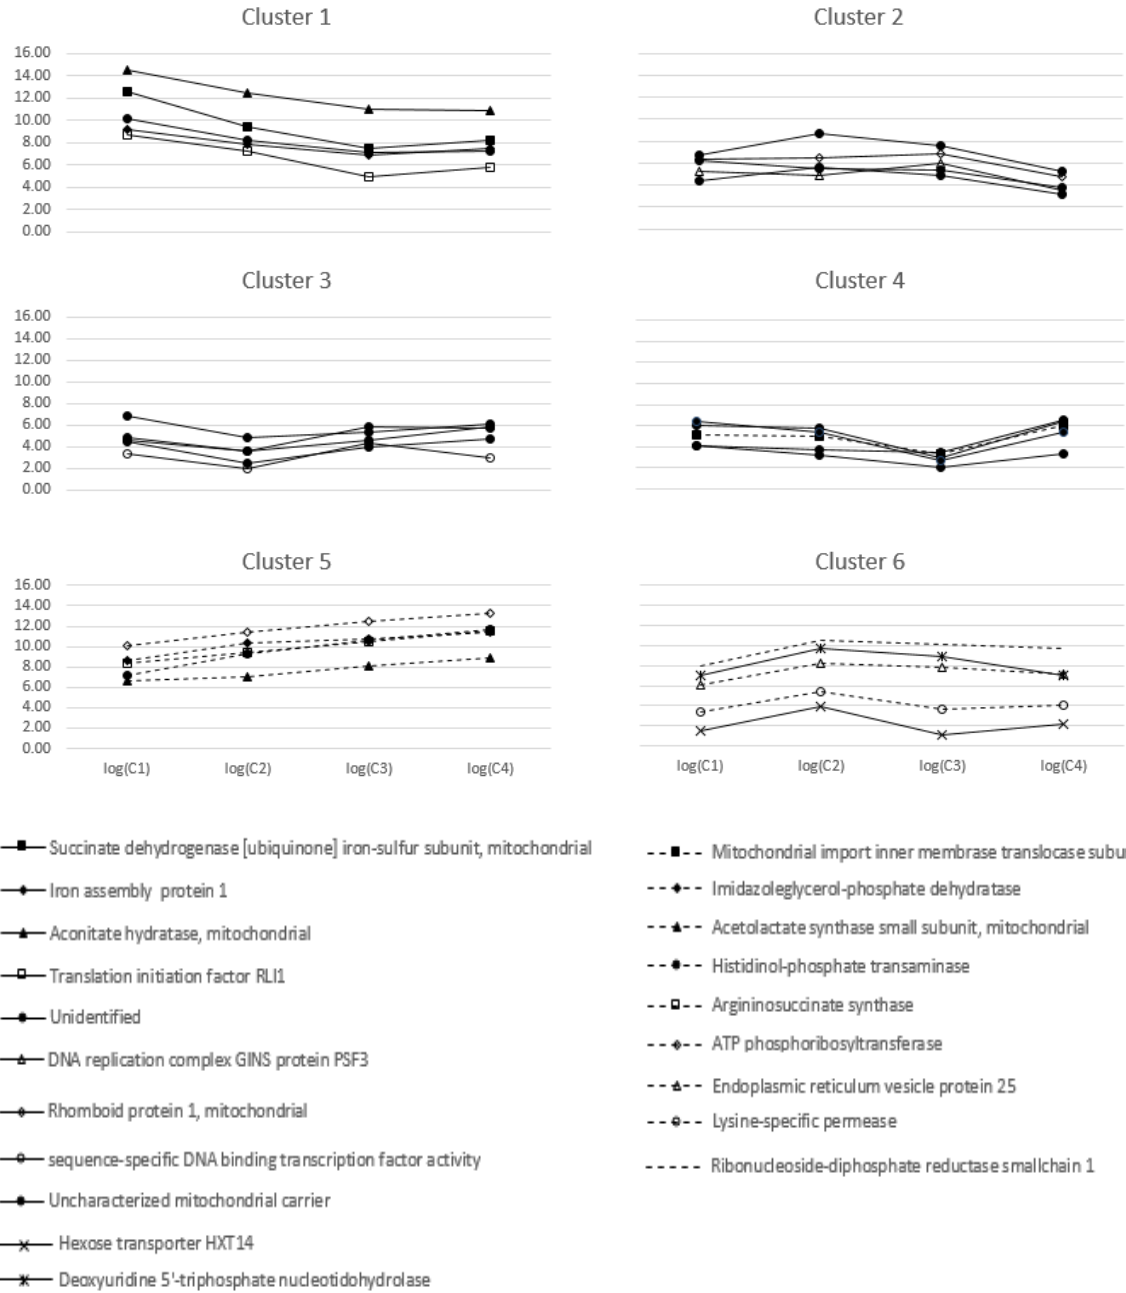 Cluster 1
Cluster 2
16.00
14.00
12.00
10.00
8.00
6.00
4.00
2.00
0.00
Cluster 3
Cluster 4
16.00
14.00
12.00
10.00
8.00
6.00
4.00
2.00
0.00
Cluster 5
Cluster 6
16.00
14.00
12.00
10.00
8.00
6.00
4.00
2.00
0.00
log(C1) log(C2) log(C3) log(C4)
log(C1) log(C2) log(C3) log(C4)
Succinate dehydrogenase [ubiquinone] iron-sulfur subunit, mitochondrial
Iron assembly protein 1
Aconitate hydratase, mitochondrial
Translation initiation factor RLI1
Unidentified
DNA replication complex GINS protein PSF3
Rhomboid protein 1, mitochondrial
sequence-specific DNA binding transcription factor activity
Uncharacterized mitochondrial carrier
Hexose transporter HXT14
Deoxyuridine 5'-triphosphate nucleotidohydrolase
Mitochondrial import inner membrane translocase subu
Imidazoleglycerol-phosphate dehydratase
Acetolactate synthase small subunit, mitochondrial
Histidinol-phosphate transaminase
Argininosuccinate synthase
ATP phosphoribosyltransferase
Endoplasmic reticulum vesicle protein 25
Lysine-specific permease
Ribonucleoside-diphosphate reductase smallchain 1